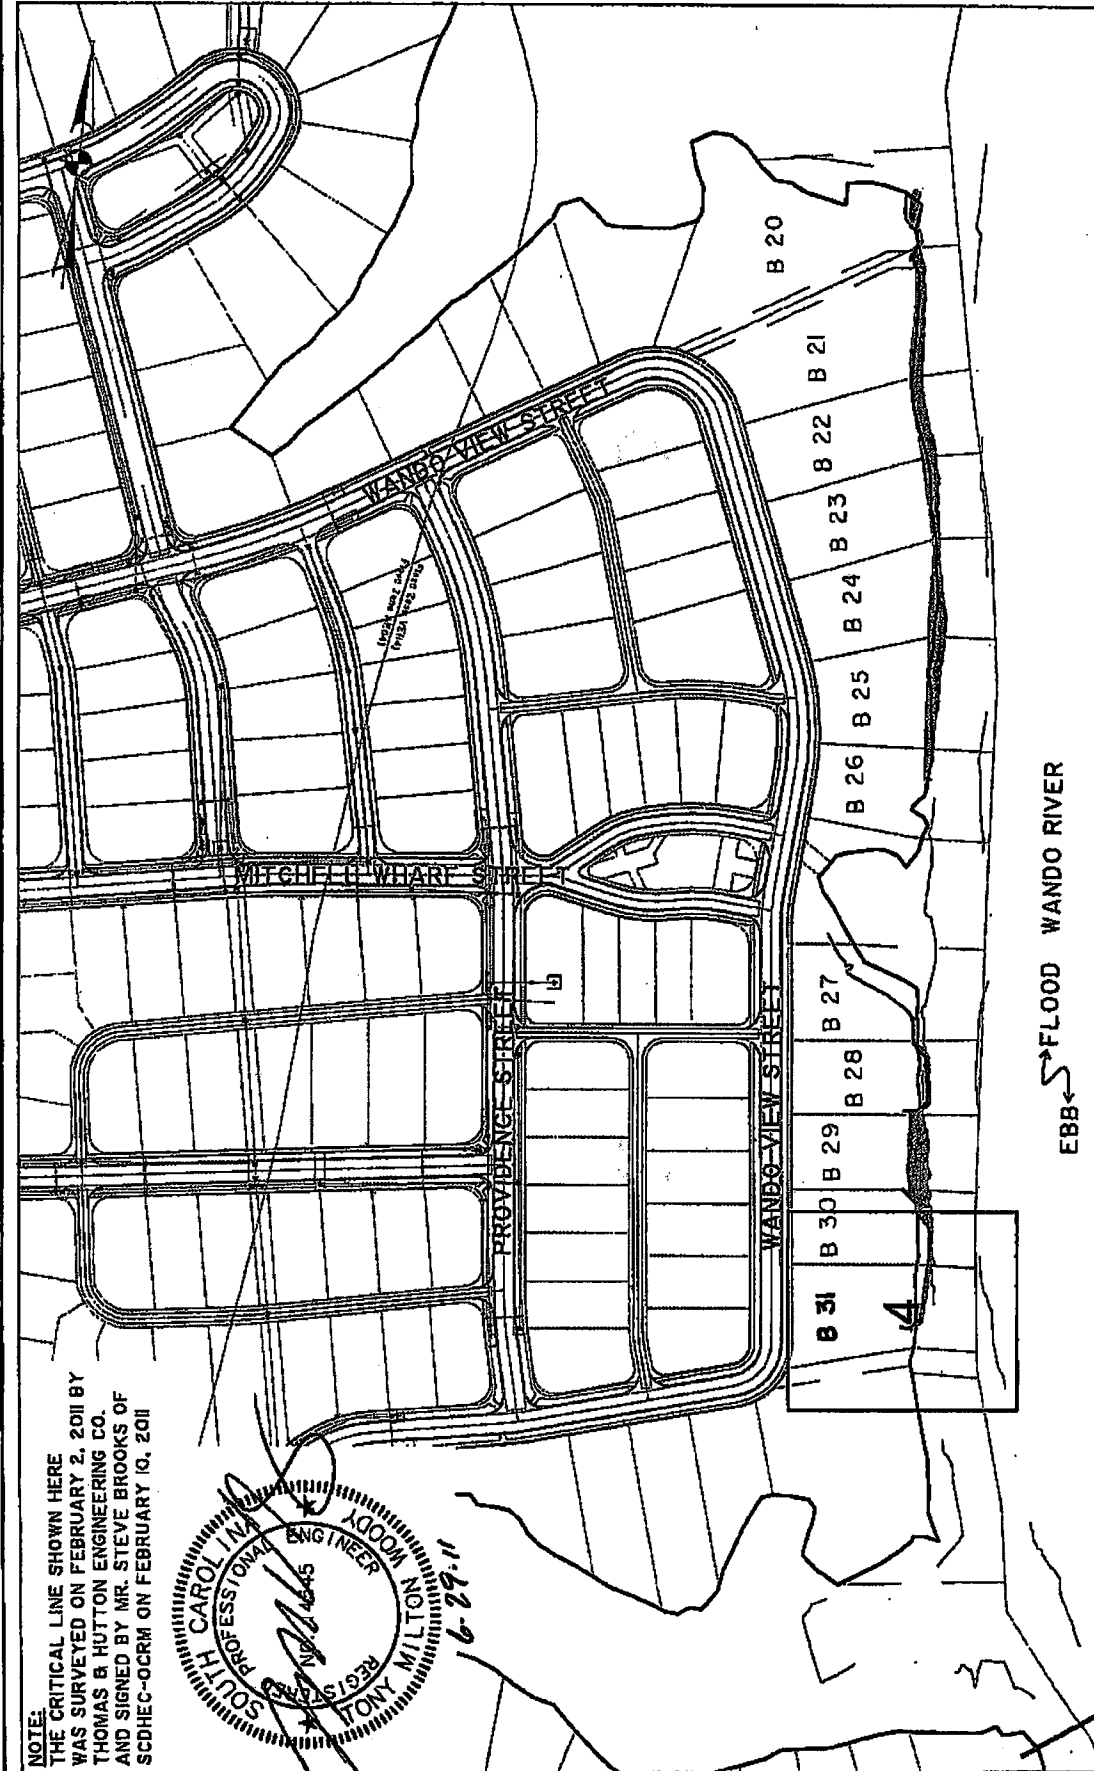 NOTE:
THE CRITICAL LINE SHOWN HERE
WAS SURVEYED ON FEBRUARY 2, 2011 BY
THOMAS & HUTTON ENGINEERING CO.
AND SIGNED BY MR. STEVE BROOKS OF
SCDHEC-OCRM ON FEBRUARY 10, 2011
SOUTH CAROLINA
PROFESSIONAL ENGINEER
REGISTERED
TONY MILTON WOODY
6-29-11
WANDO VIEW STREET
MITCHELL WHARF STREET
PROVIDENCE STREET
WANDO VIEW STREET
B 20
B 21
B 22
B 23
B 24
B 25
B 26
B 27
B 28
B 29
B 30
B 31
4
EBB FLOOD WANDO RIVER